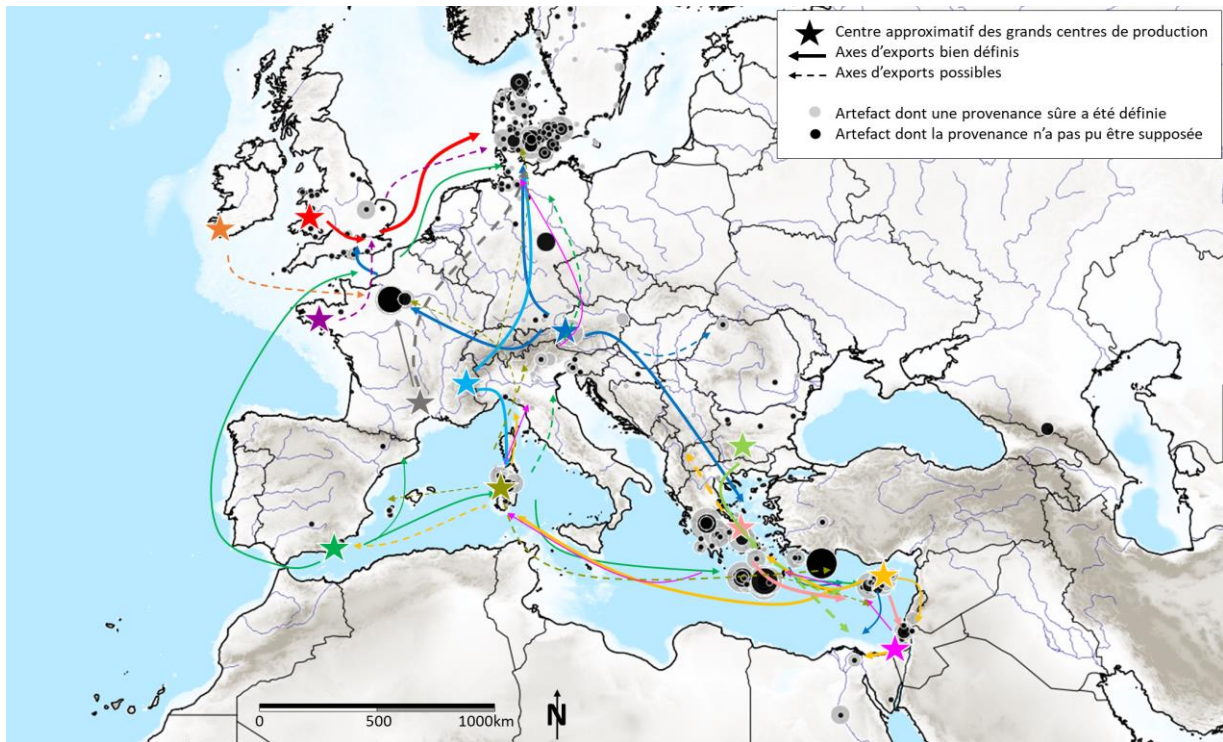 Centre approximatif des grands centres de production
Axes d'exports bien définis
Axes d'exports possibles
Artefact dont une provenance sûre a été définie
Artefact dont la provenance n'a pas pu être supposée
0 500 1000km
N